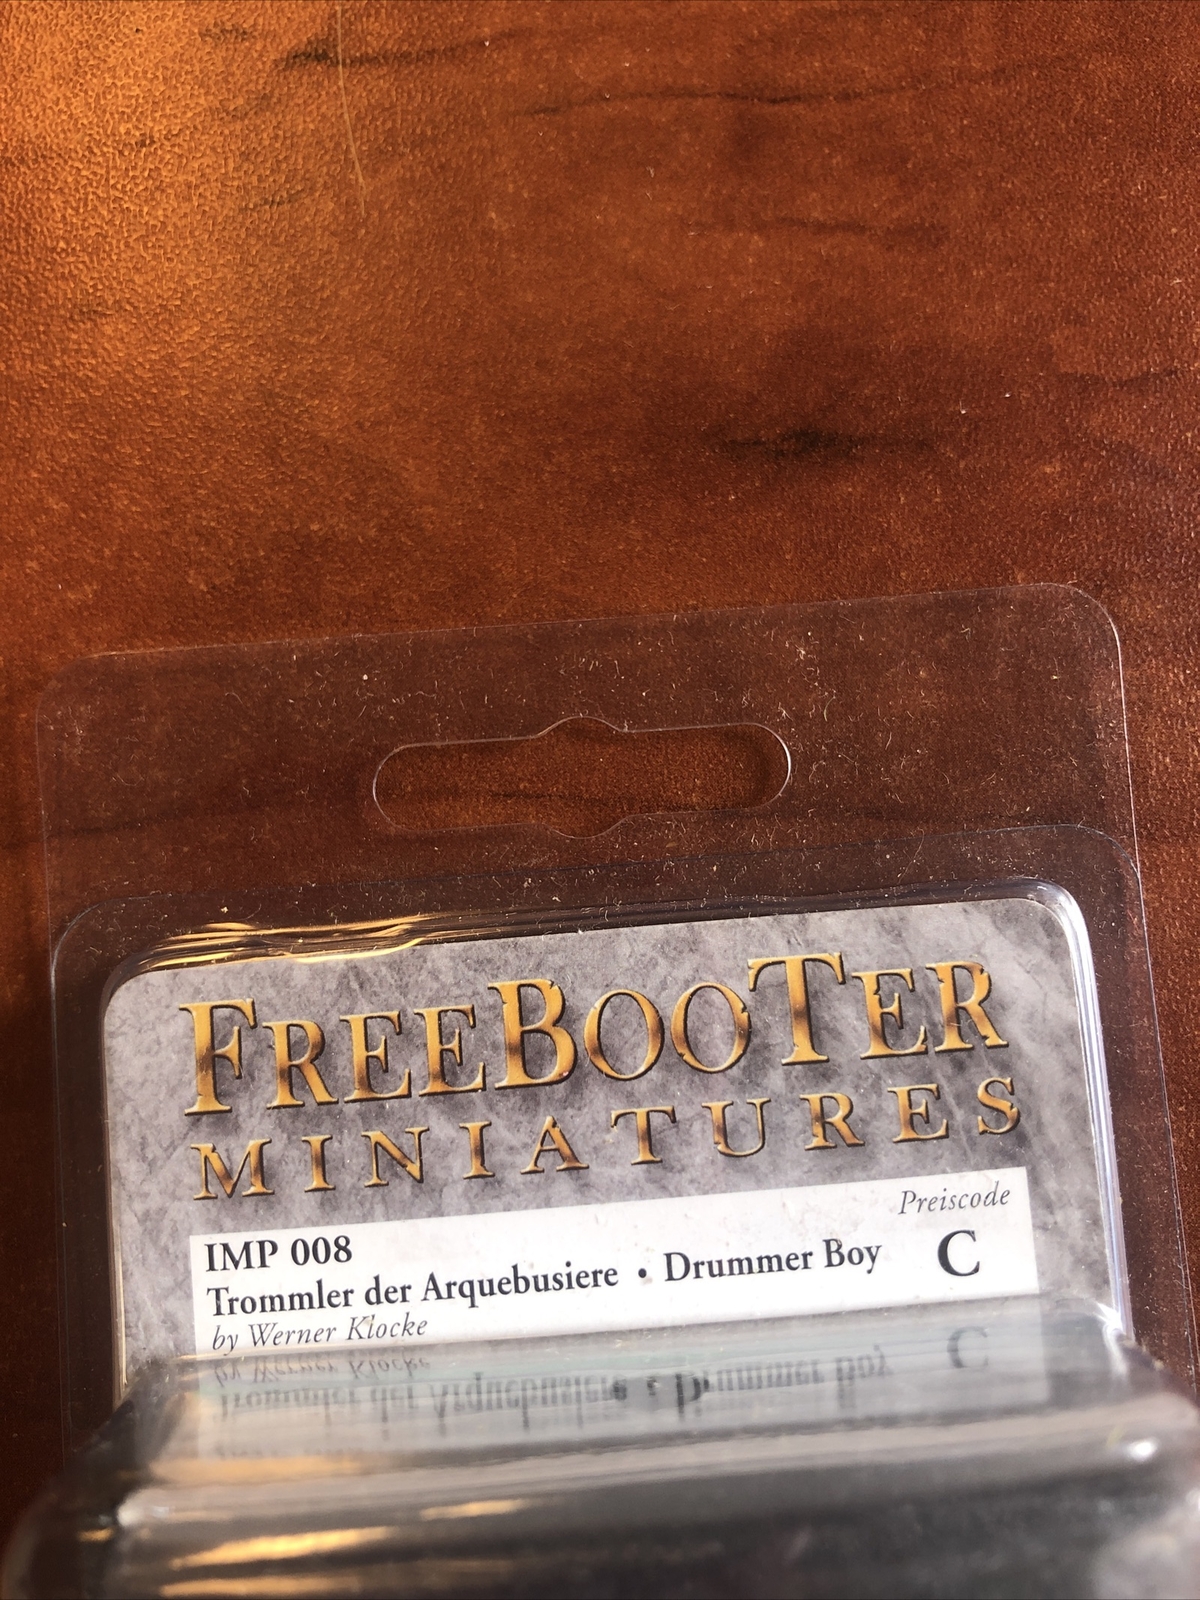 FREEBOOTER
MINIATURES
Preiscode
IMP 008
C
Trommler der Arquebusiere • Drummer Boy
by Werner Klocke